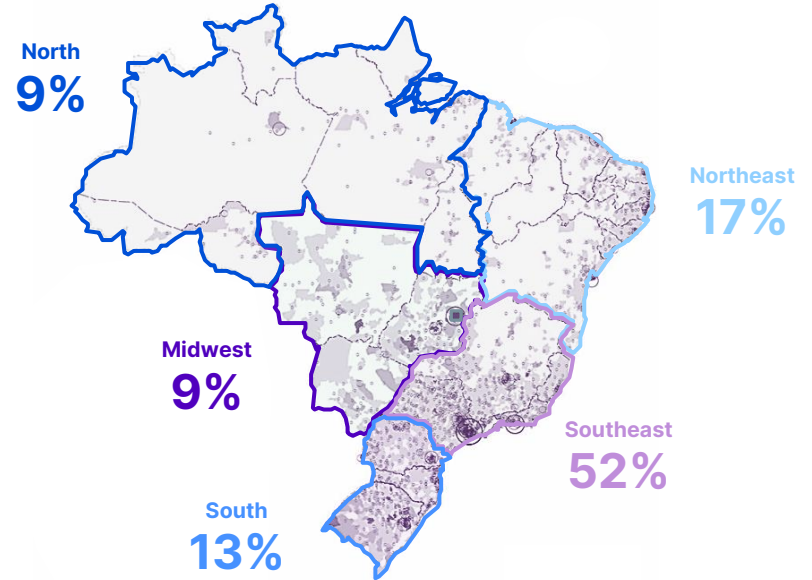 North
9%
Northeast
17%
Midwest
9%
Southeast
52%
South
13%